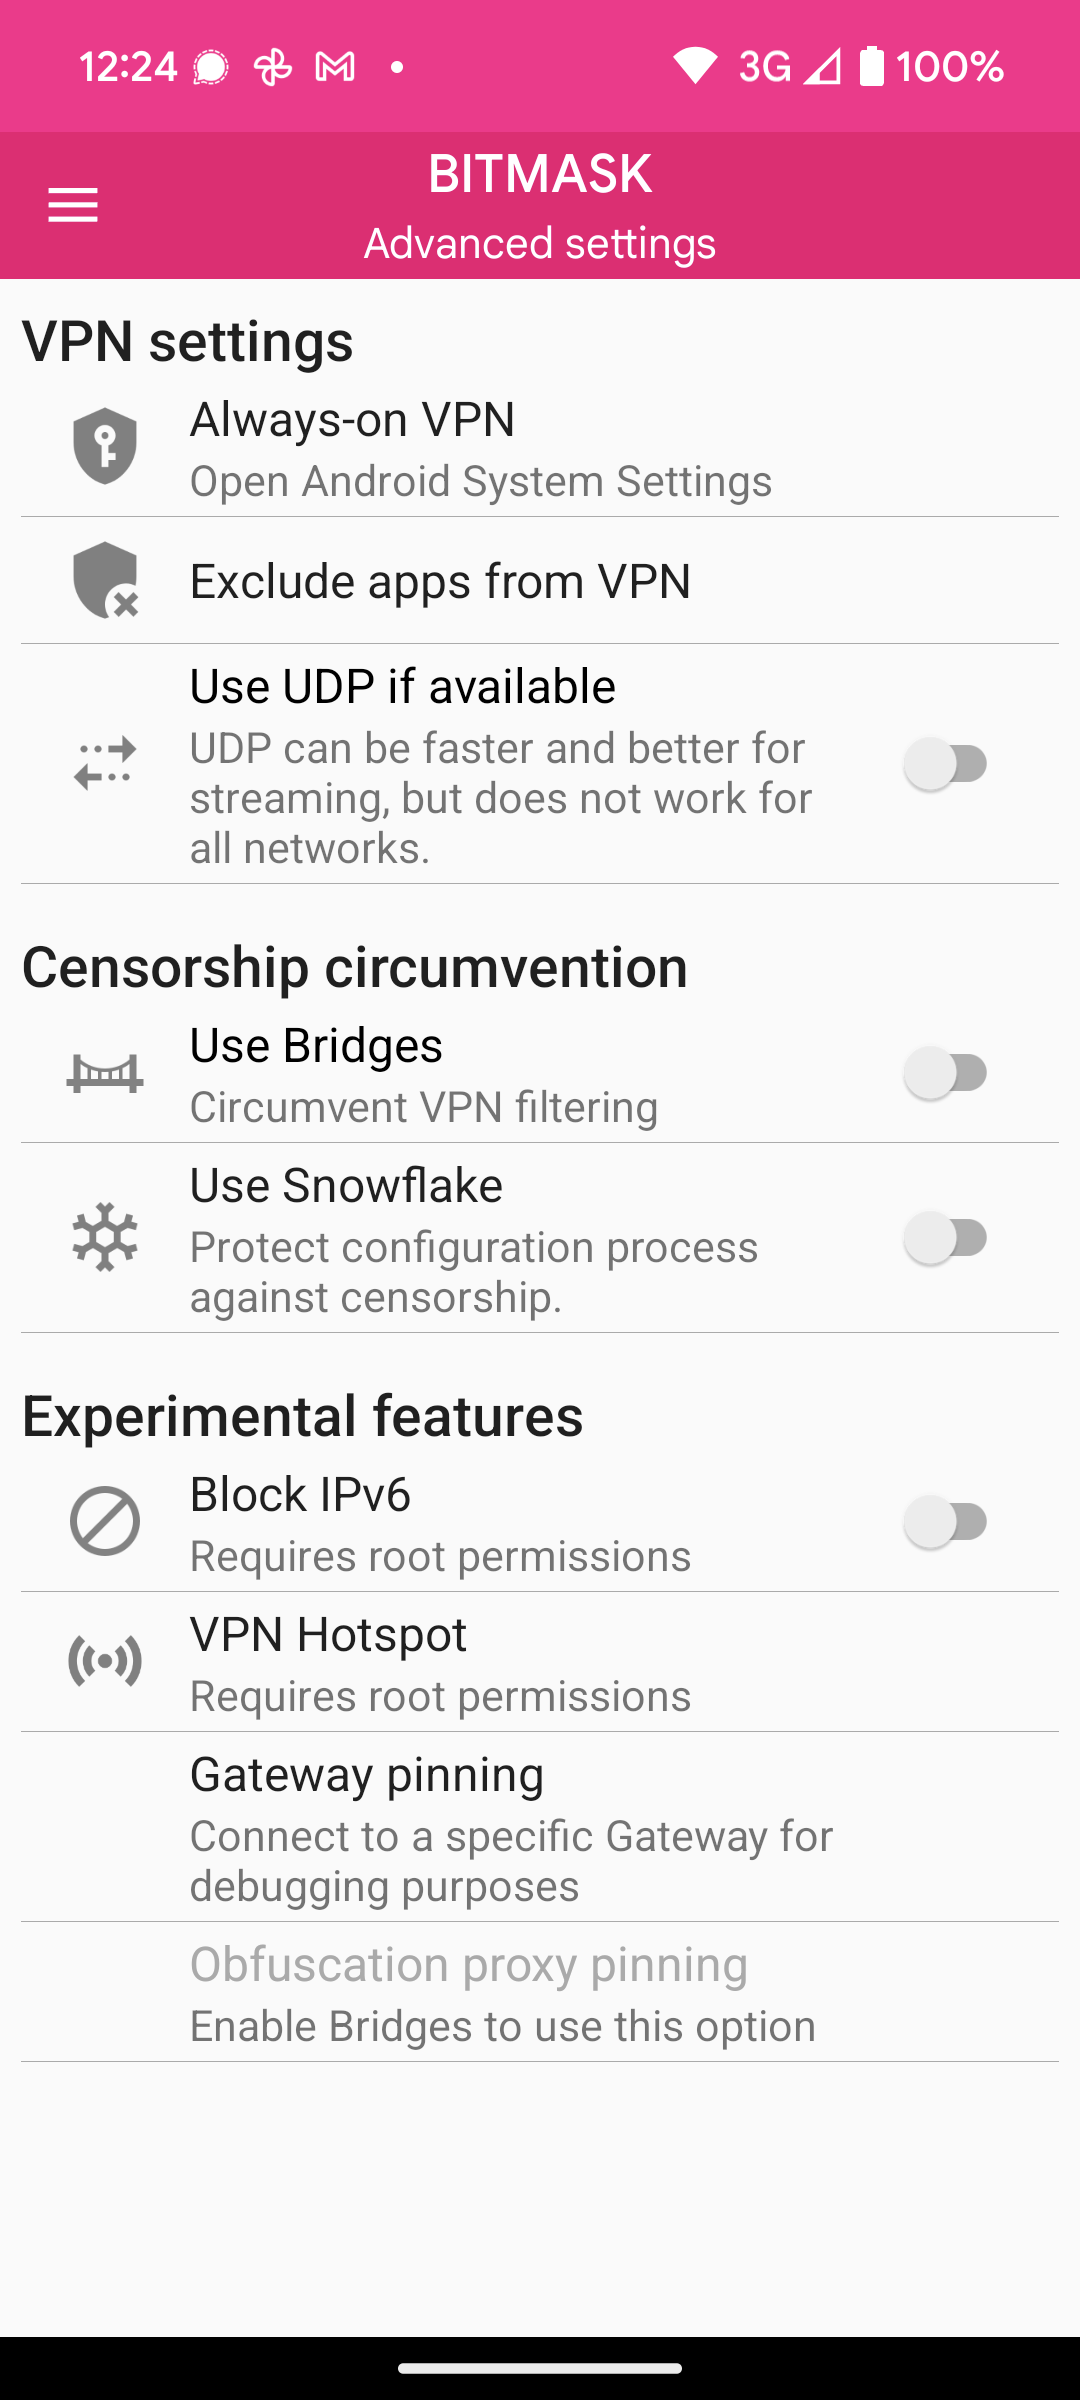 12:24 3G 100%
BITMASK
Advanced settings
VPN settings
Always-on VPN
Open Android System Settings
Exclude apps from VPN
Use UDP if available
UDP can be faster and better for
streaming, but does not work for
all networks.
Censorship circumvention
Use Bridges
Circumvent VPN filtering
Use Snowflake
Protect configuration process
against censorship.
Experimental features
Block IPv6
Requires root permissions
VPN Hotspot
Requires root permissions
Gateway pinning
Connect to a specific Gateway for
debugging purposes
Obfuscation proxy pinning
Enable Bridges to use this option